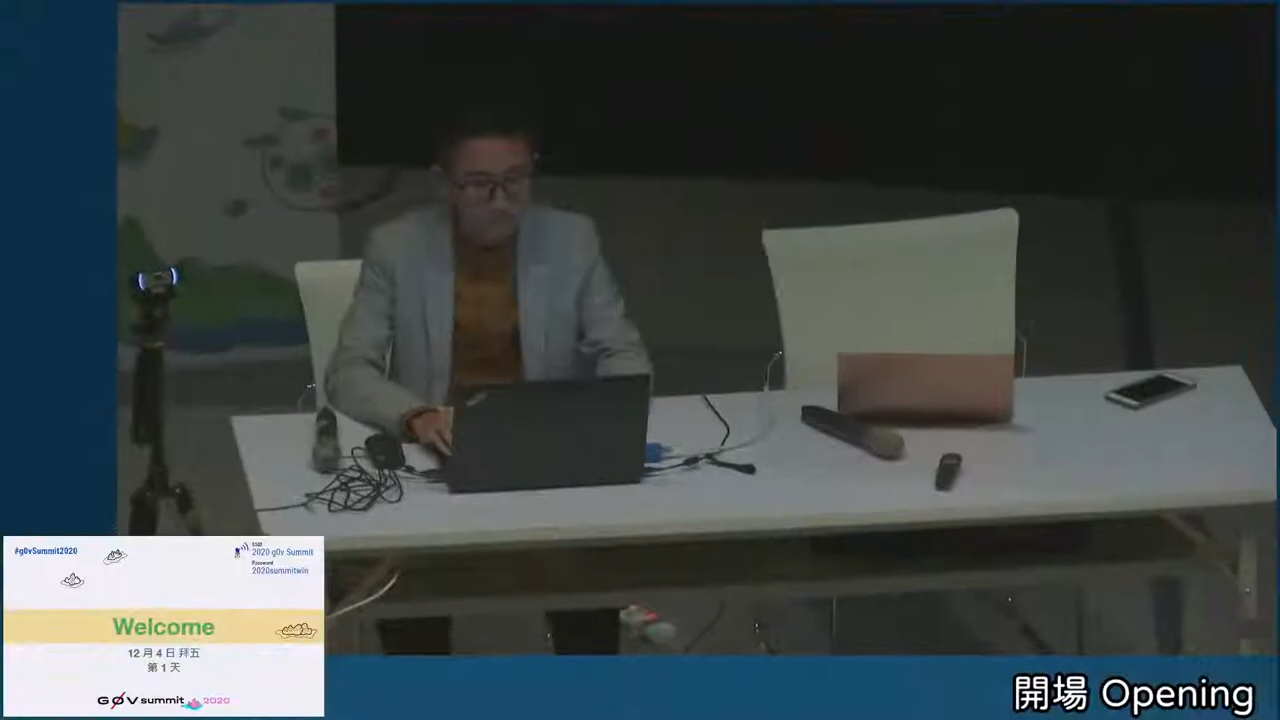 #g0vSummit2020
SSID
2020 g0v Summit
Password
2020summitwin
Welcome
12 月 4 日 拜五
第 1 天
GØV summit 2020
開場 Opening